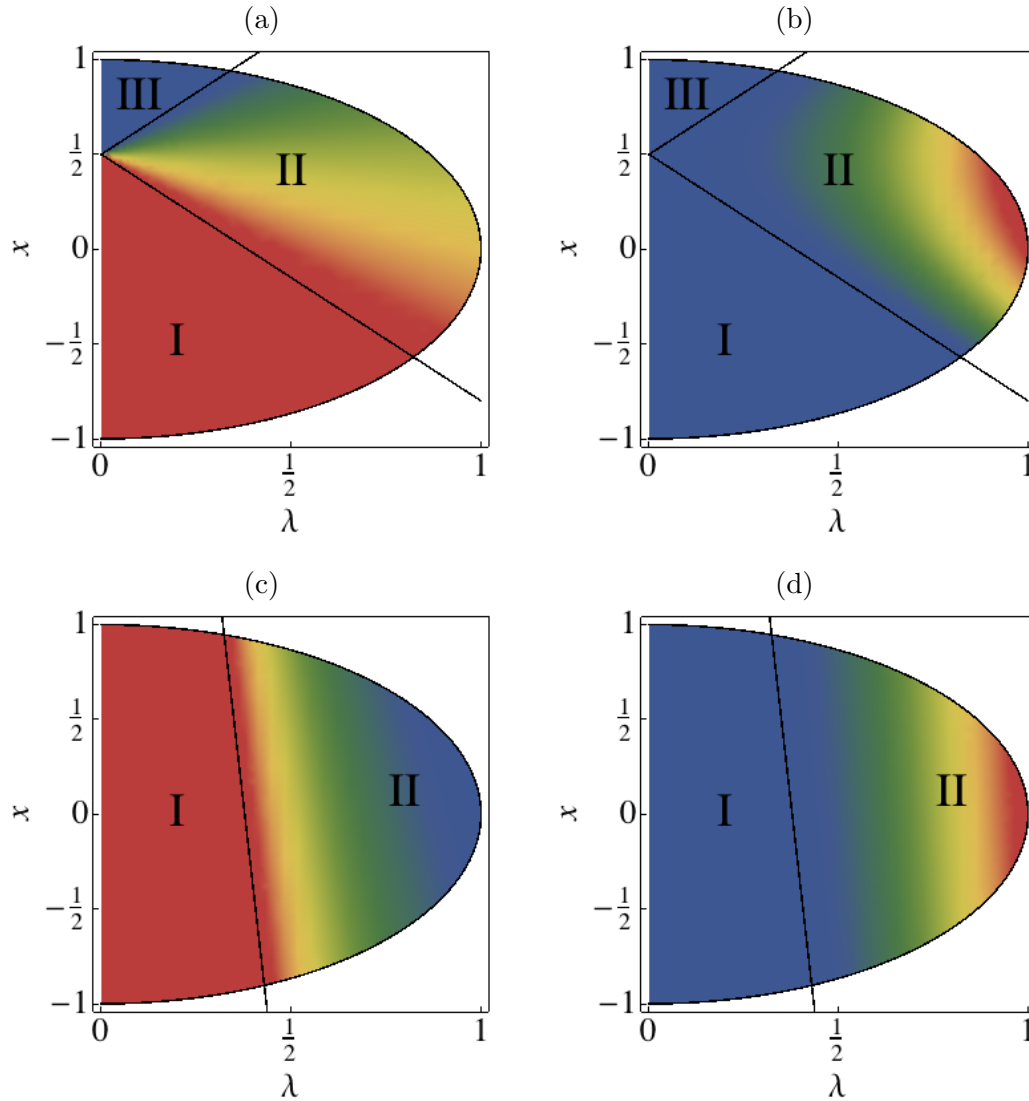 (a) (b)
1 1
III III
1/2 II 1/2 II
x 0 x 0
I I
−1/2 −1/2
−1 −1
0 1/2 1 0 1/2 1
λ λ
(c) (d)
1 1
1/2 1/2
x 0 I II x 0 I II
−1/2 −1/2
−1 −1
0 1/2 1 0 1/2 1
λ λ